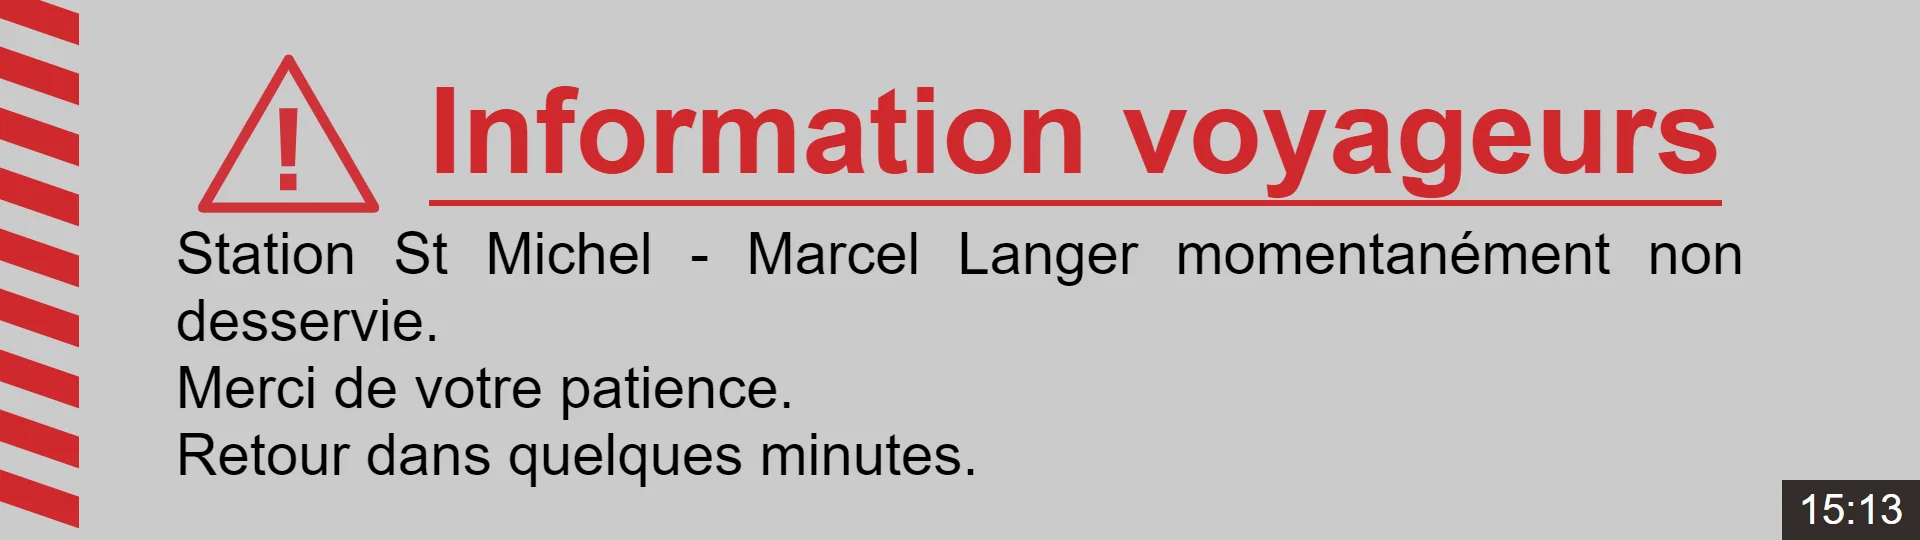 Information voyageurs
Station St Michel - Marcel Langer momentanément non
desservie.
Merci de votre patience.
Retour dans quelques minutes.
15:13